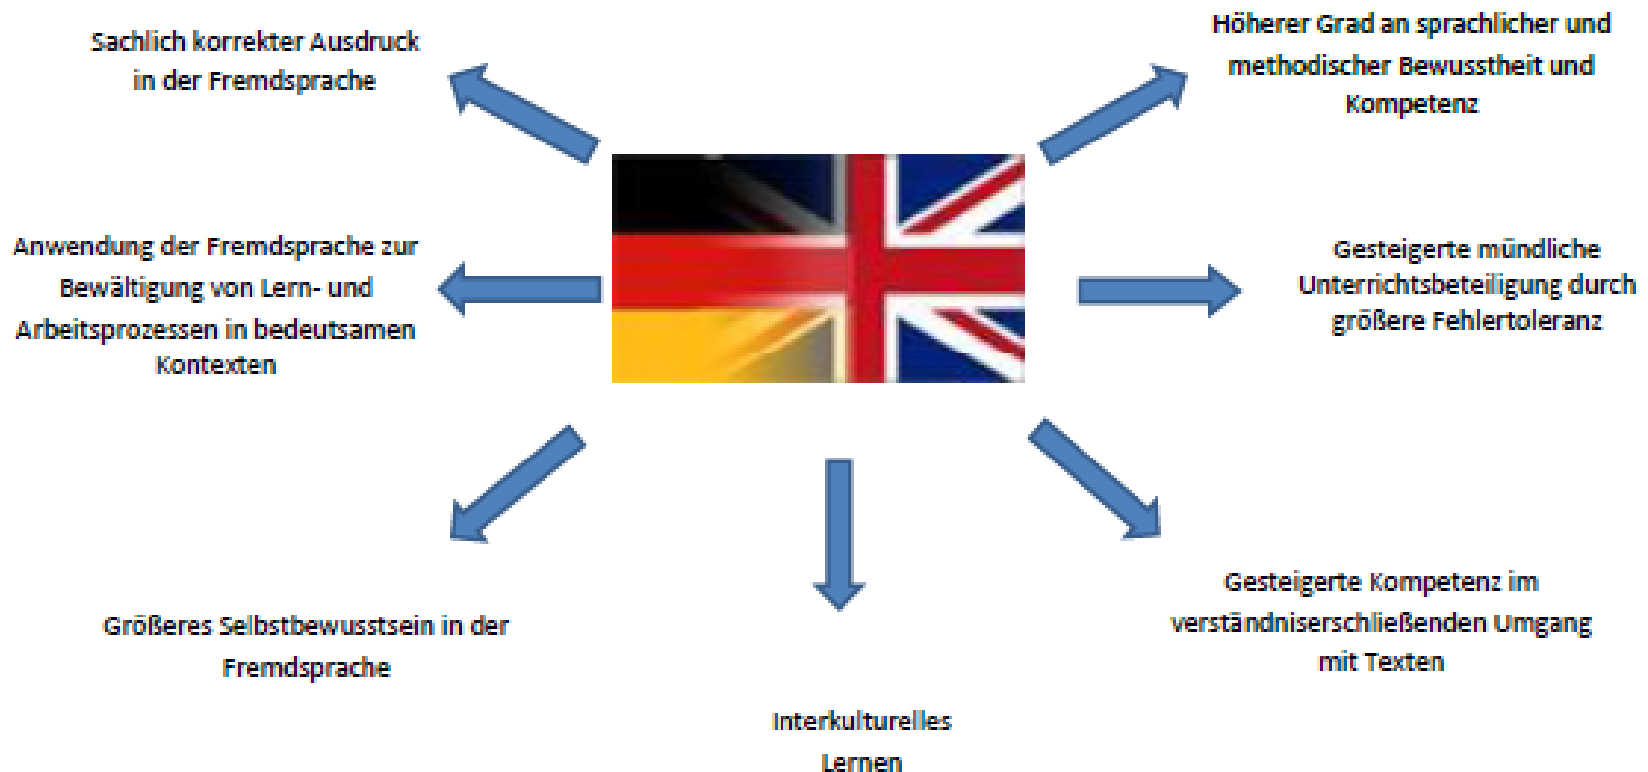 Sachlich korrekter Ausdruck
in der Fremdsprache
Höherer Grad an sprachlicher und
methodischer Bewusstheit und
Kompetenz
Anwendung der Fremdsprache zur
Bewältigung von Lern- und
Arbeitsprozessen in bedeutsamen
Kontexten
Gesteigerte mündliche
Unterrichtsbeteiligung durch
größere Fehlertoleranz
Größeres Selbstbewusstsein in der
Fremdsprache
Interkulturelles
Lernen
Gesteigerte Kompetenz im
verständniserschließenden Umgang
mit Texten